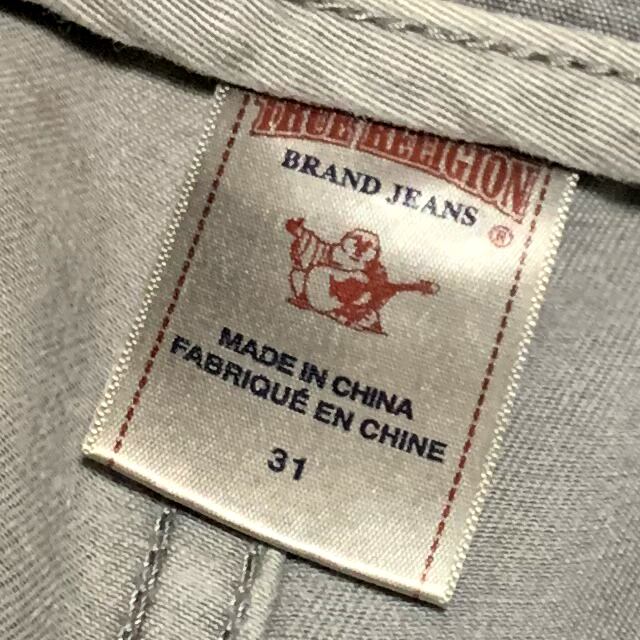 TRUE RELIGION
BRAND JEANS
®
MADE IN CHINA
FABRIQUÉ EN CHINE
31